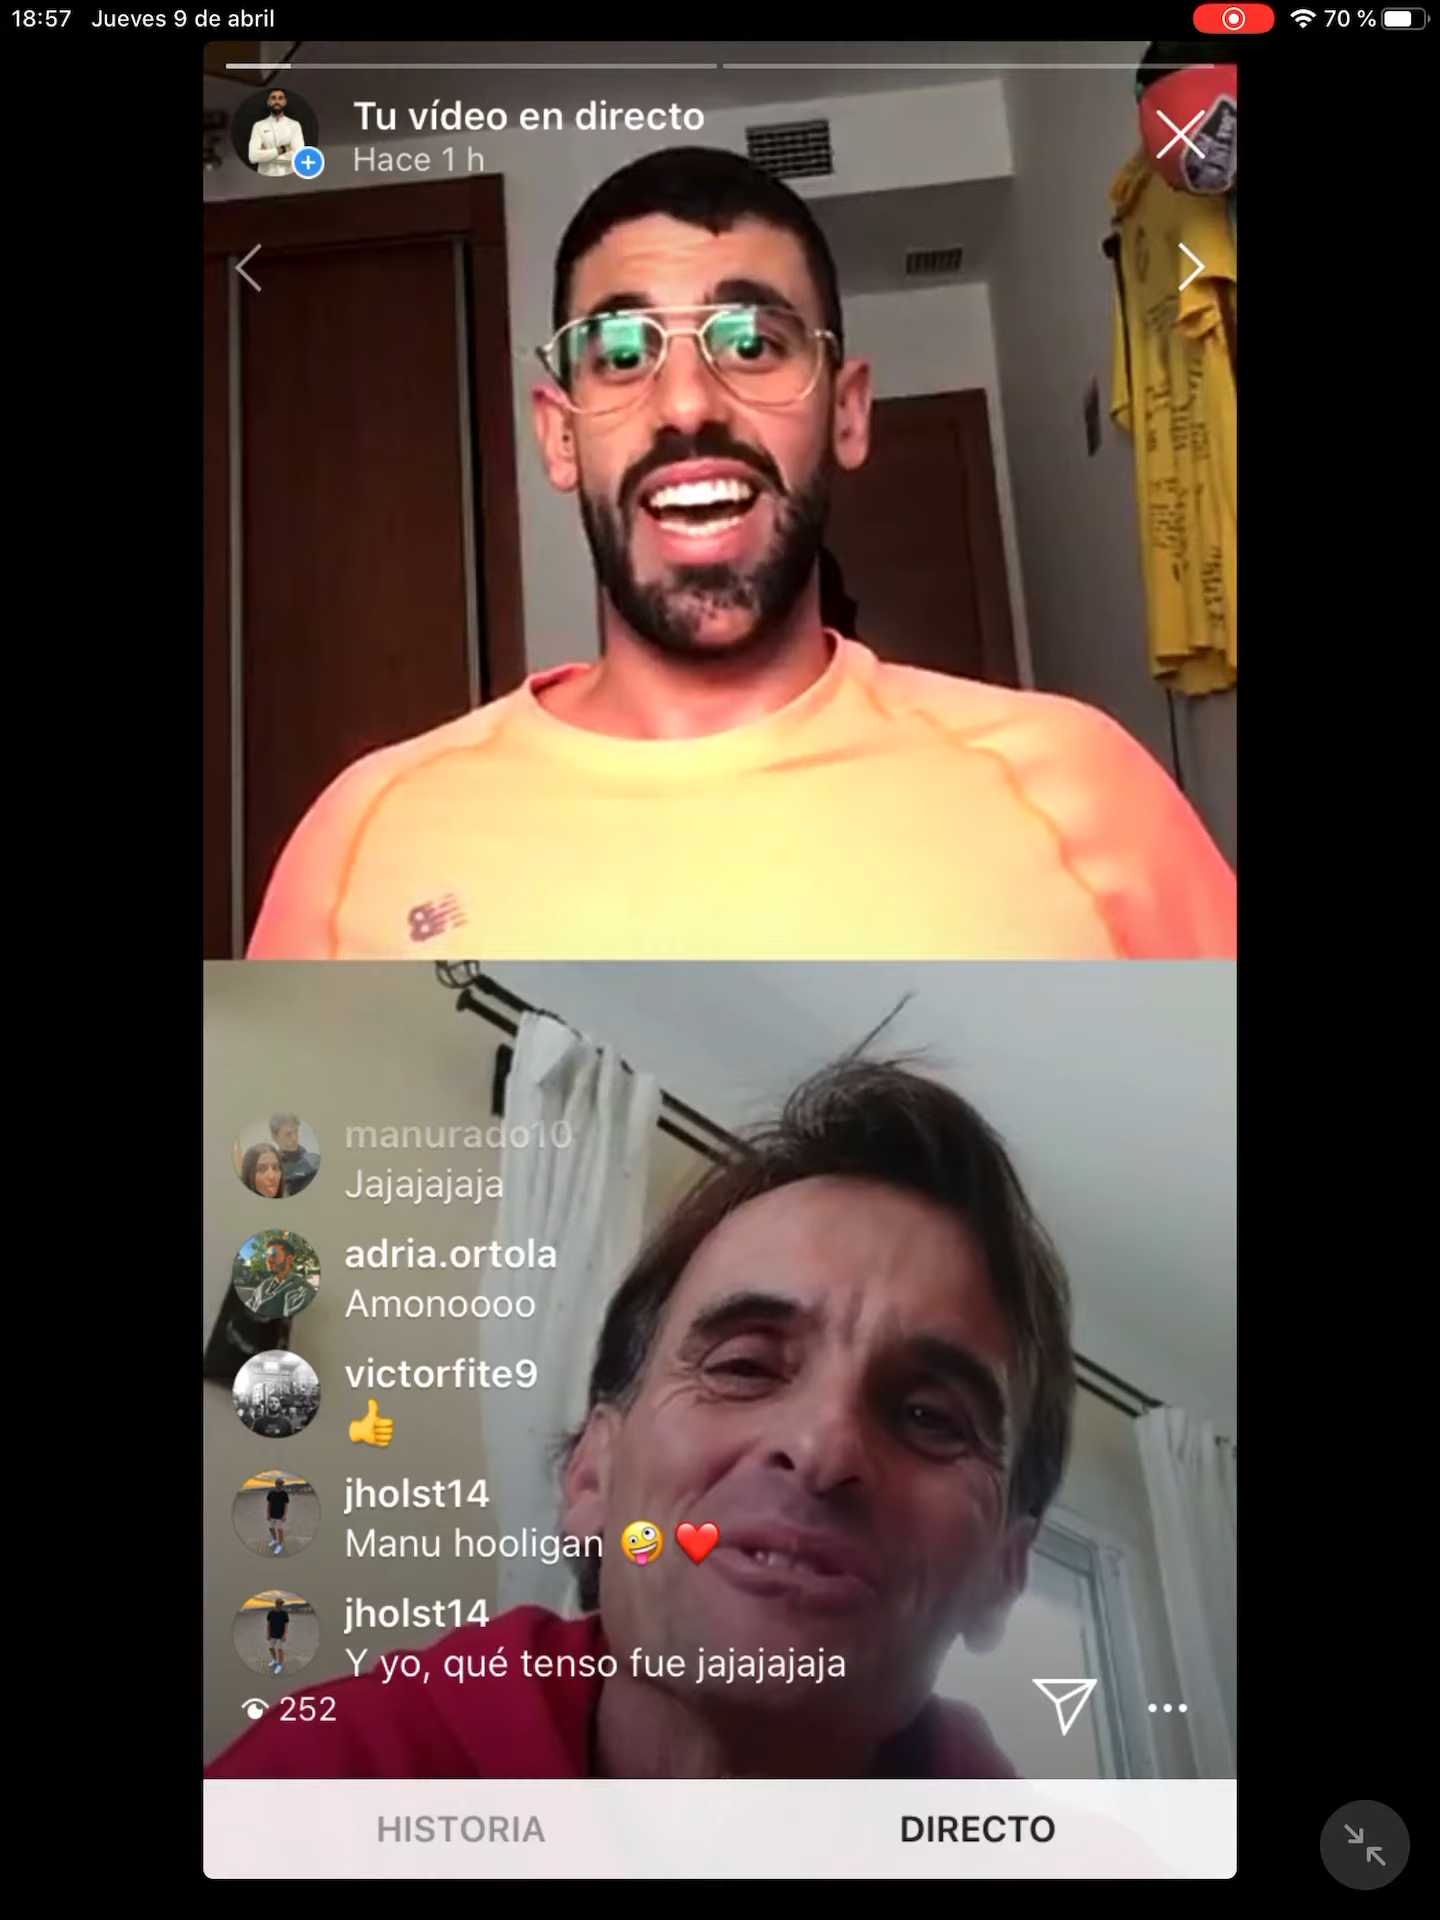 18:57 Jueves 9 de abril
70 %
Tu vídeo en directo
Hace 1 h
manurado10
Jajajajaja
adria.ortola
Amonoooo
victorfite9
👍
jholst14
Manu hooligan 🤪 ❤️
jholst14
Y yo, qué tenso fue jajajajaja
252
HISTORIA
DIRECTO